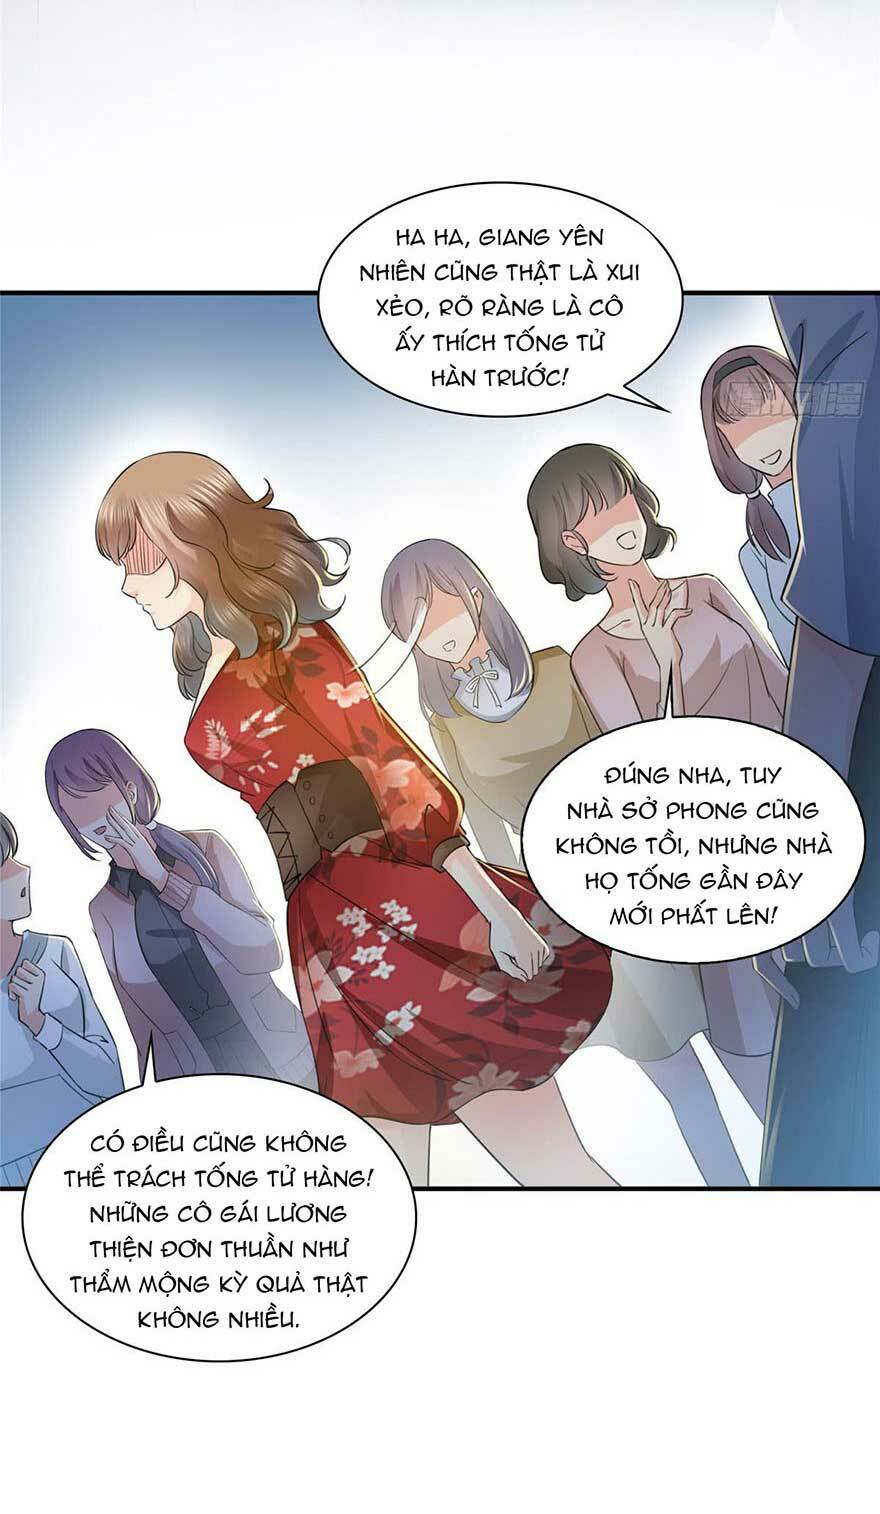 HA HA, GIANG YÊN
NHIÊN CŨNG THẬT LÀ XUI
XẺO, RÕ RÀNG LÀ CÔ
ẤY THÍCH TỐNG TỬ
HÀN TRƯỚC!
ĐÚNG NHA, TUY
NHÀ SỞ PHONG CŨNG
KHÔNG TỒI, NHƯNG NHÀ
HỌ TỐNG GẦN ĐÂY
MỚI PHẤT LÊN!
CÓ ĐIỀU CŨNG KHÔNG
THỂ TRÁCH TỐNG TỬ HÀNG!
NHỮNG CÔ GÁI LƯƠNG
THIỆN ĐƠN THUẦN NHƯ
THẨM MỘNG KỲ QUẢ THẬT
KHÔNG NHIỀU.